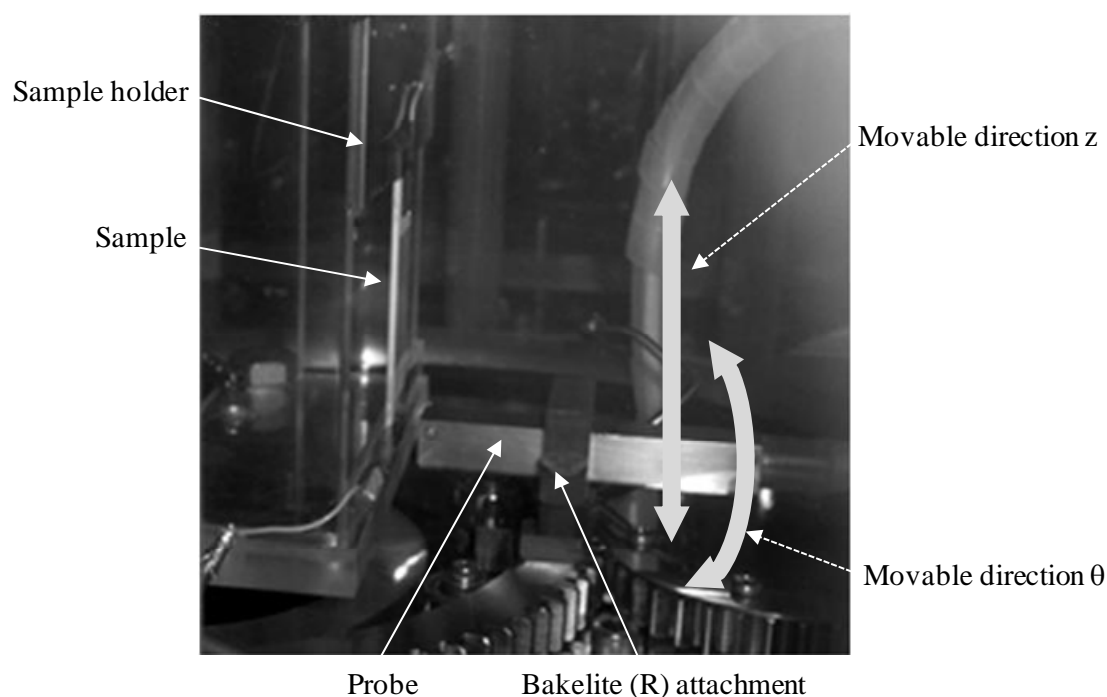 Sample holder
Movable direction z
Sample
Movable direction θ
Probe
Bakelite (R) attachment